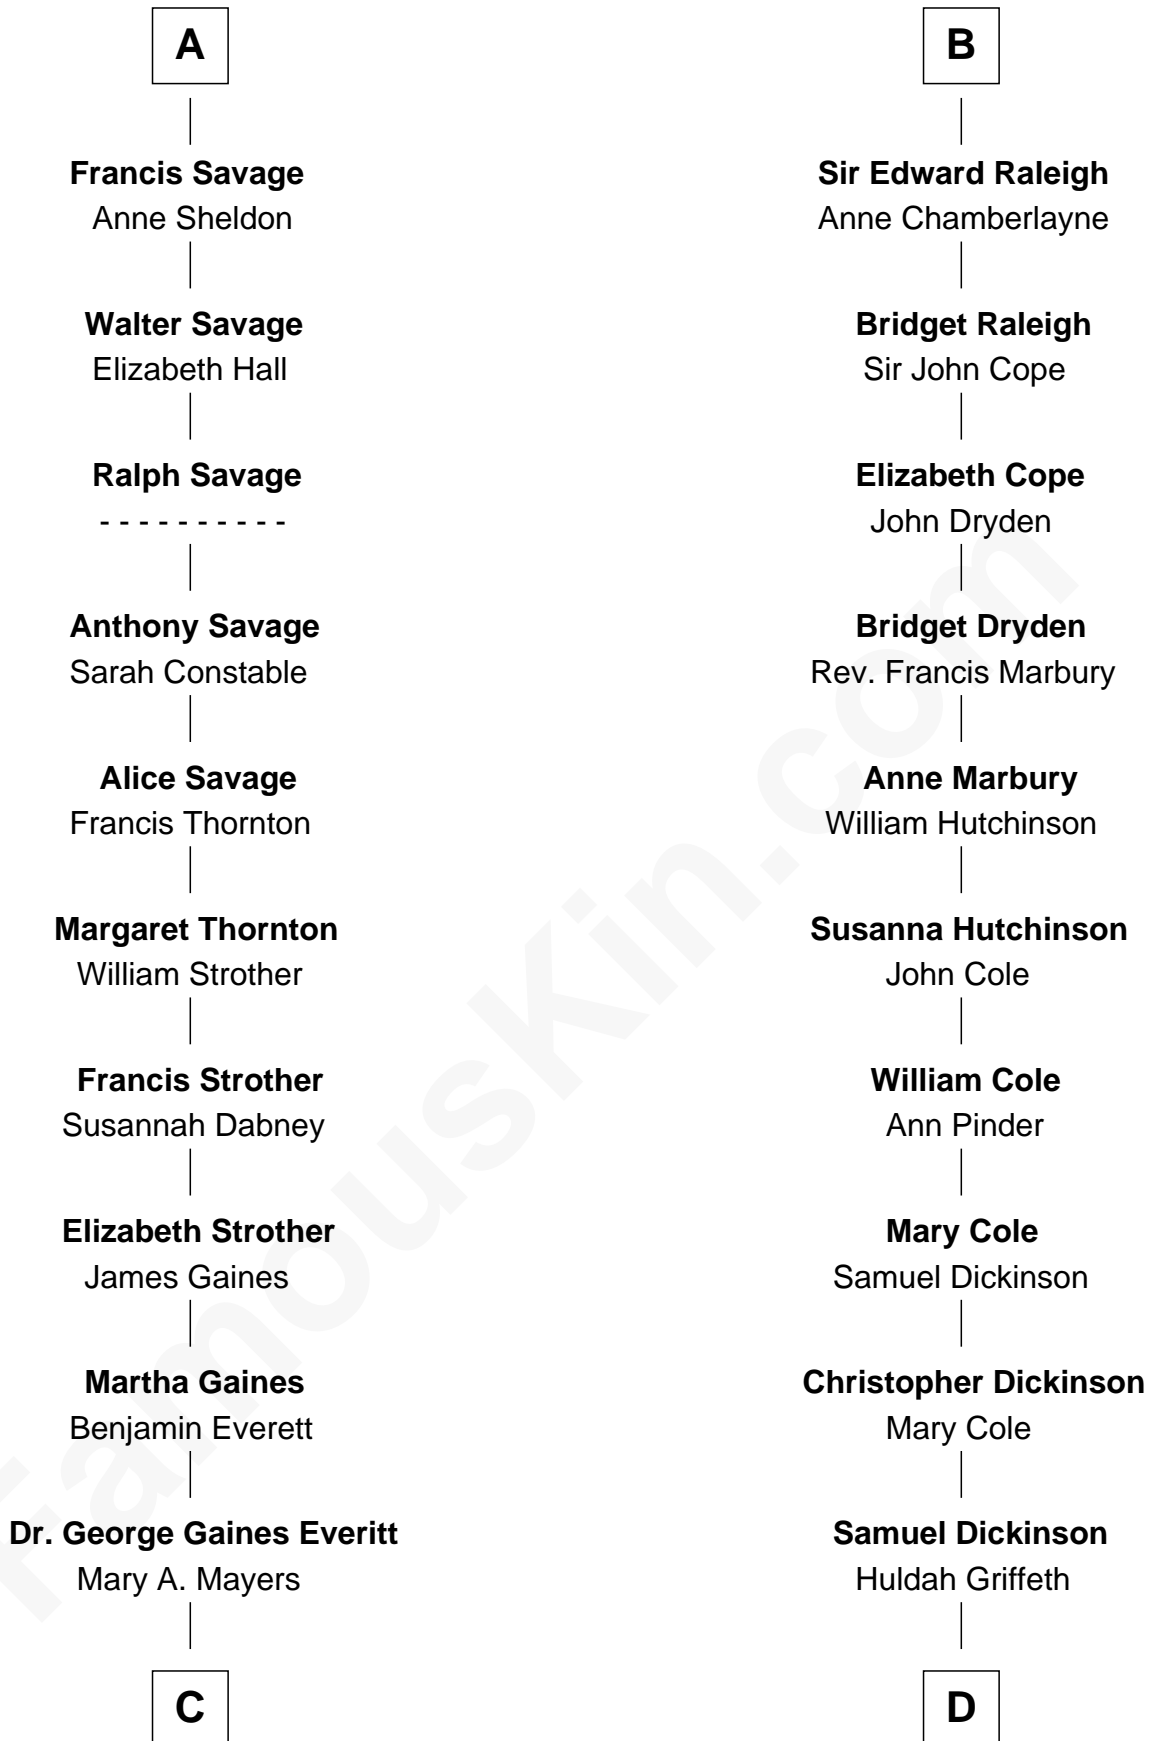 A
Francis Savage
Anne Sheldon
Walter Savage
Elizabeth Hall
Ralph Savage
- - - - - - - - - -
Anthony Savage
Sarah Constable
Alice Savage
Francis Thornton
Margaret Thornton
William Strother
Francis Strother
Susannah Dabney
Elizabeth Strother
James Gaines
Martha Gaines
Benjamin Everett
Dr. George Gaines Everitt
Mary A. Mayers
C
B
Sir Edward Raleigh
Anne Chamberlayne
Bridget Raleigh
Sir John Cope
Elizabeth Cope
John Dryden
Bridget Dryden
Rev. Francis Marbury
Anne Marbury
William Hutchinson
Susanna Hutchinson
John Cole
William Cole
Ann Pinder
Mary Cole
Samuel Dickinson
Christopher Dickinson
Mary Cole
Samuel Dickinson
Huldah Griffeth
D
FamousKin.com